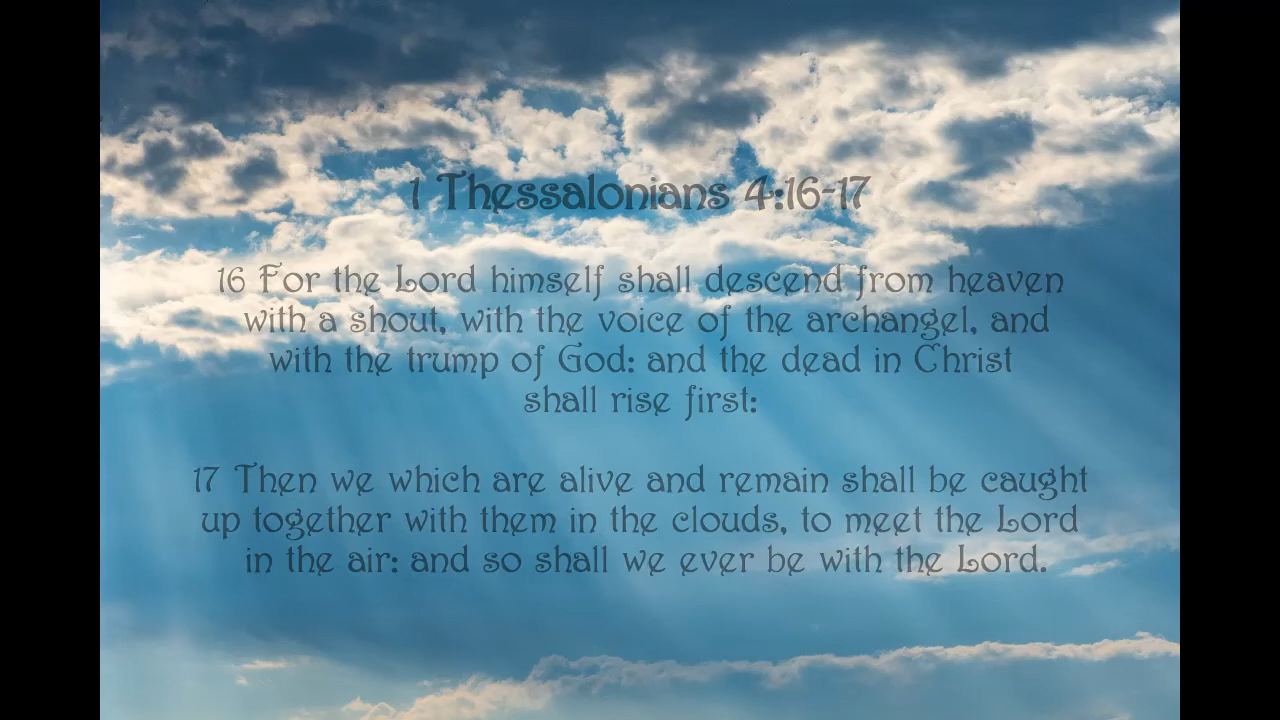 1 Thessalonians 4:16-17
16 For the Lord himself shall descend from heaven
with a shout, with the voice of the archangel, and
with the trump of God: and the dead in Christ
shall rise first:
17 Then we which are alive and remain shall be caught
up together with them in the clouds, to meet the Lord
in the air: and so shall we ever be with the Lord.